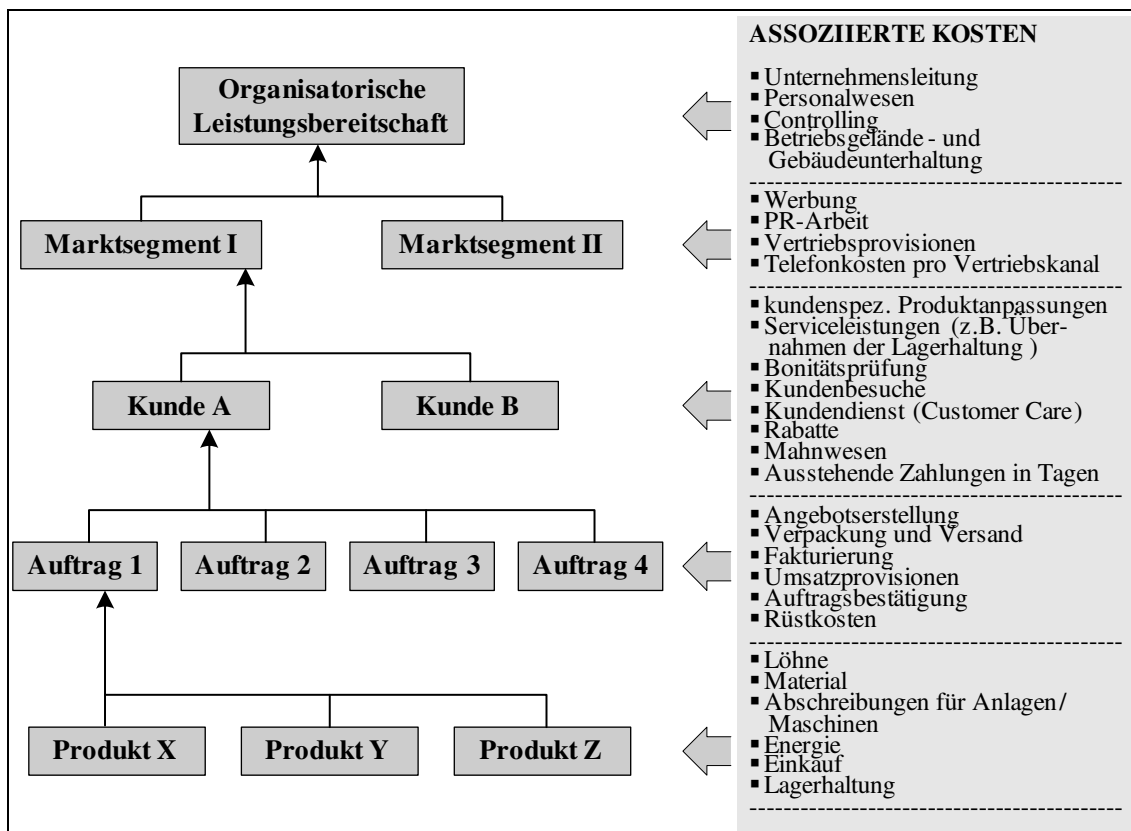 Organisatorische
Leistungsbereitschaft
Marktsegment I
Marktsegment II
Kunde A
Kunde B
Auftrag 1
Auftrag 2
Auftrag 3
Auftrag 4
Produkt X
Produkt Y
Produkt Z
ASSOZIIERTE KOSTEN
▪ Unternehmensleitung
▪ Personalwesen
▪ Controlling
▪ Betriebsgelände- und
Gebäudeunterhaltung
▪ Werbung
▪ PR-Arbeit
▪ Vertriebsprovisionen
▪ Telefonkosten pro Vertriebskanal
▪ kundenspez. Produktanpassungen
▪ Serviceleistungen (z.B. Über-
nahmen der Lagerhaltung )
▪ Bonitätsprüfung
▪ Kundenbesuche
▪ Kundendienst (Customer Care)
▪ Rabatte
▪ Mahnwesen
▪ Ausstehende Zahlungen in Tagen
▪ Angebotserstellung
▪ Verpackung und Versand
▪ Fakturierung
▪ Umsatzprovisionen
▪ Auftragsbestätigung
▪ Rüstkosten
▪ Löhne
▪ Material
▪ Abschreibungen für Anlagen/
Maschinen
▪ Energie
▪ Einkauf
▪ Lagerhaltung